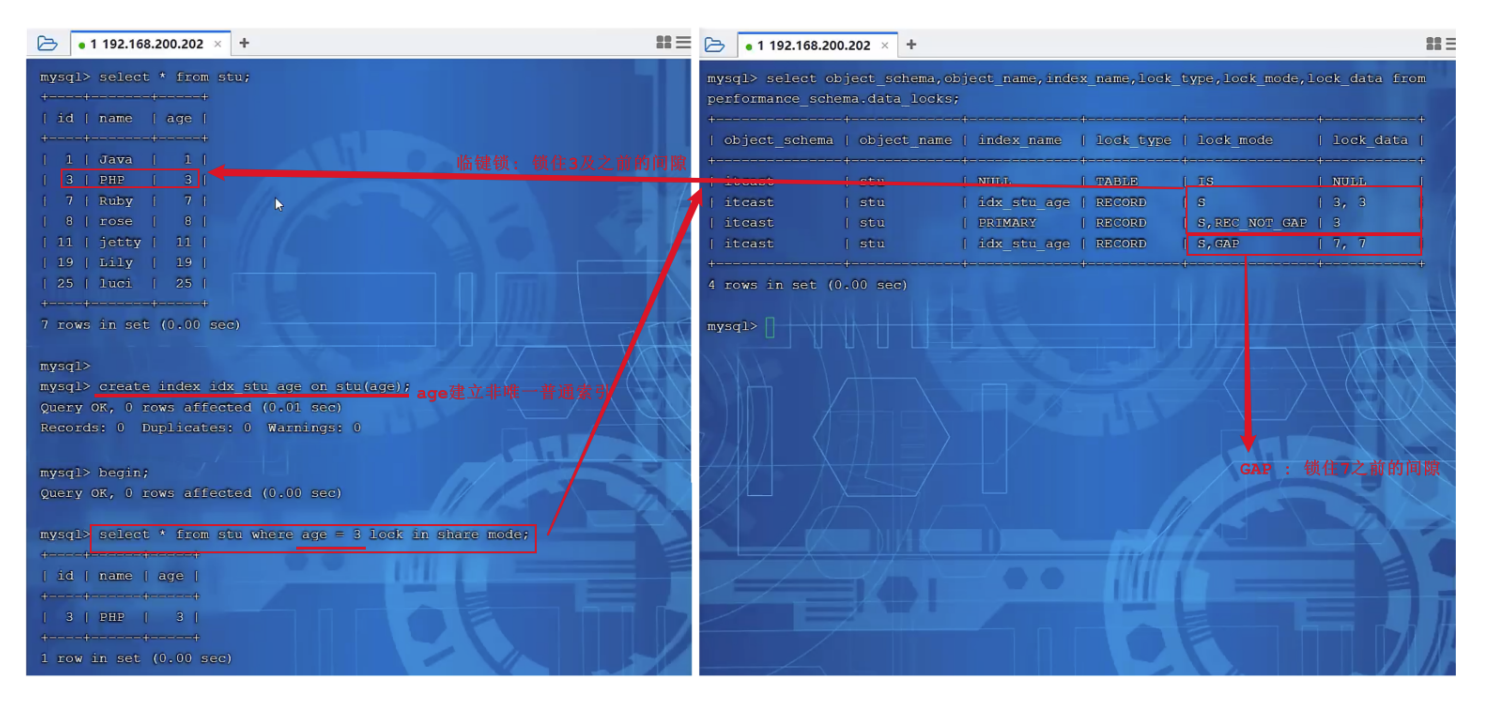 1 192.168.200.202 × +
mysql> select * from stu;
+----+-------+-----+
| id | name | age |
+----+-------+-----+
| 1 | Java | 1 |
| 3 | PHP | 3 |
| 7 | Ruby | 7 |
| 8 | rose | 8 |
| 11 | jetty | 11 |
| 19 | Lily | 19 |
| 25 | luci | 25 |
+----+-------+-----+
7 rows in set (0.00 sec)
临键锁： 锁住3及之前的间隙
mysql>
mysql> create index idx_stu_age on stu(age);
age建立非唯一普通索引
Query OK, 0 rows affected (0.01 sec)
Records: 0 Duplicates: 0 Warnings: 0
mysql> begin;
Query OK, 0 rows affected (0.00 sec)
mysql> select * from stu where age = 3 lock in share mode;
+----+------+-----+
| id | name | age |
+----+------+-----+
| 3 | PHP | 3 |
+----+------+-----+
1 row in set (0.00 sec)
1 192.168.200.202 × +
mysql> select object_schema,object_name,index_name,lock_type,lock_mode,lock_data from
performance_schema.data_locks;
+---------------+-------------+-------------+-----------+---------------+-----------+
| object_schema | object_name | index_name | lock_type | lock_mode | lock_data |
+---------------+-------------+-------------+-----------+---------------+-----------+
| itcast | stu | NULL | TABLE | IS | NULL |
| itcast | stu | idx_stu_age | RECORD | S | 3, 3 |
| itcast | stu | PRIMARY | RECORD | S,REC_NOT_GAP | 3 |
| itcast | stu | idx_stu_age | RECORD | S,GAP | 7, 7 |
+---------------+-------------+-------------+-----------+---------------+-----------+
4 rows in set (0.00 sec)
mysql>
GAP ： 锁住7之前的间隙